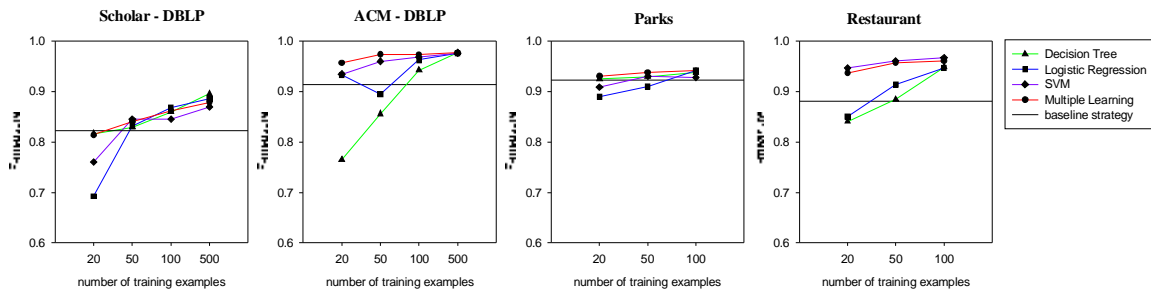 Scholar - DBLP
1.0
0.9
0.8
0.7
0.6
20 50 100 500
number of training examples
ACM - DBLP
1.0
0.9
0.8
0.7
0.6
20 50 100 500
number of training examples
Parks
1.0
0.9
0.8
0.7
0.6
20 50 100
number of training examples
Restaurant
1.0
0.9
0.8
0.7
0.6
20 50 100
number of training examples
Decision Tree
Logistic Regression
SVM
Multiple Learning
baseline strategy